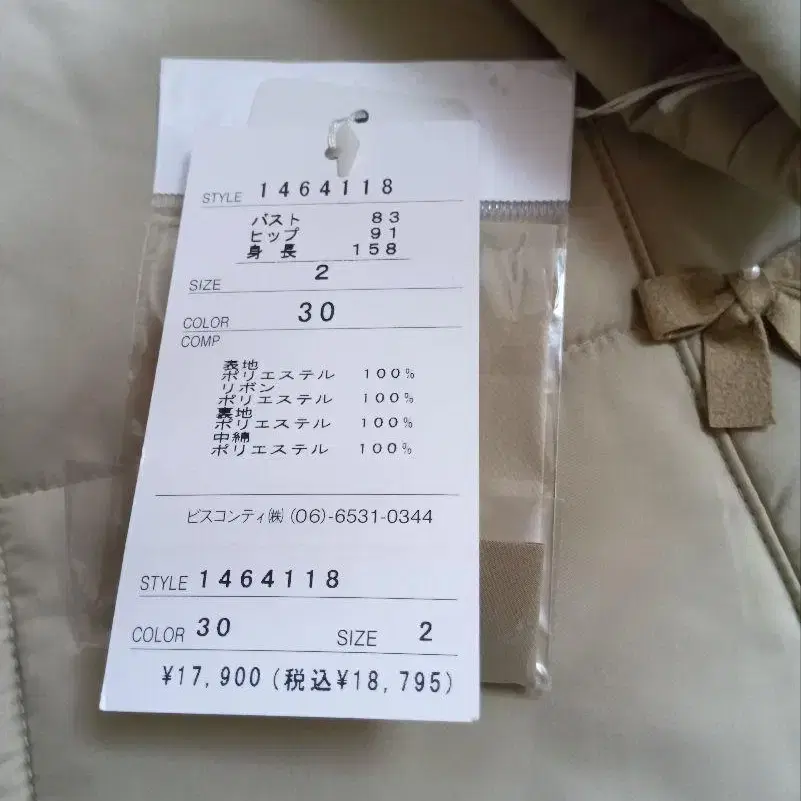 STYLE 1464118
バスト 83
ヒップ 91
身長 158
SIZE 2
COLOR 30
COMP
表地
ポリエステル 100%
リボン
ポリエステル 100%
裏地
ポリエステル 100%
中綿
ポリエステル 100%
ビスコンティ㈱ (06)-6531-0344
STYLE 1464118
COLOR 30 SIZE 2
¥17,900(税込¥18,795)